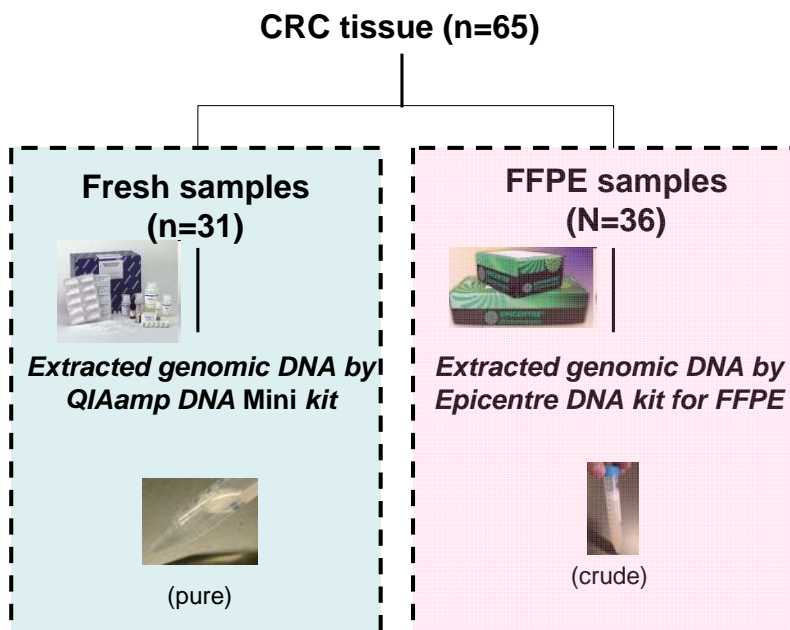 CRC tissue (n=65)
Fresh samples
(n=31)
Extracted genomic DNA by
QIAamp DNA Mini kit
(pure)
FFPE samples
(N=36)
EPICENTRE
Extracted genomic DNA by
Epicentre DNA kit for FFPE
(crude)